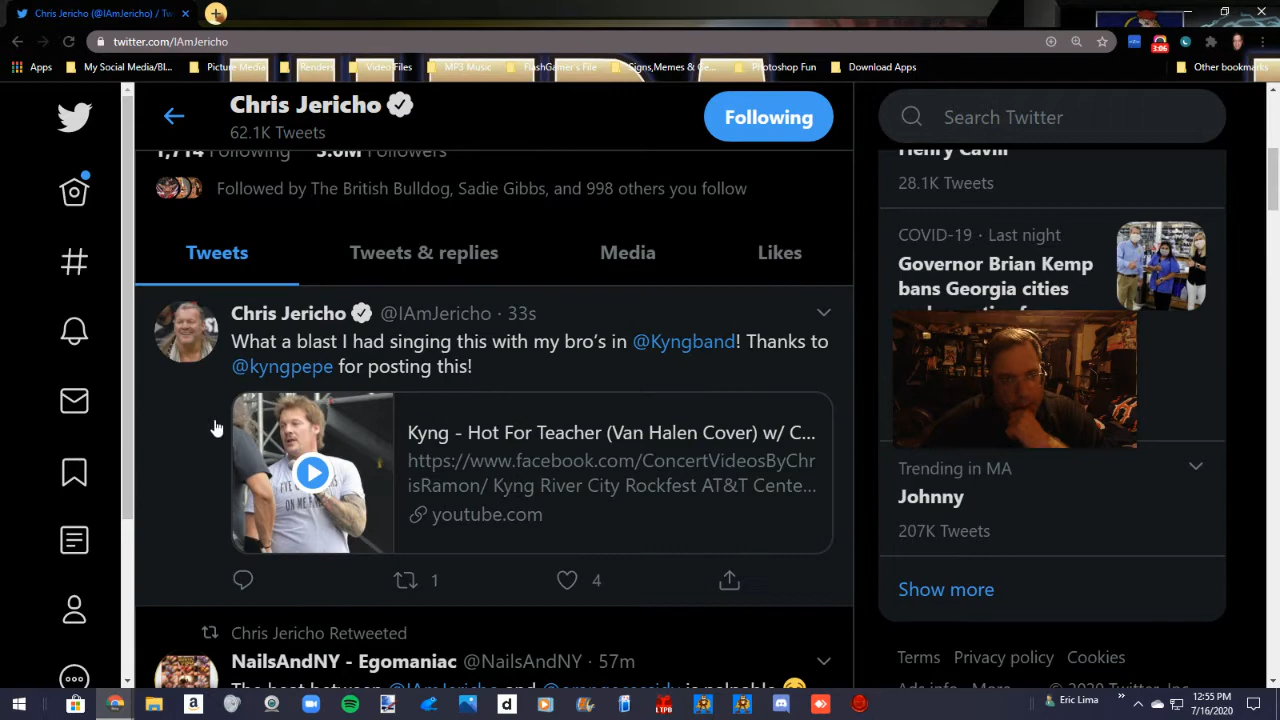 Chris Jericho (@IAmJericho) / Tw
twitter.com/IAmJericho
3:06
Apps
My Social Media/Bl...
Picture Media
Renders
Video Files
MP3 Music
FlashGamer's File
Signs,Memes & Ge...
Photoshop Fun
Download Apps
Other bookmarks
Chris Jericho
62.1K Tweets
Following
Search Twitter
1,714 Following 3.6M Followers
Followed by The British Bulldog, Sadie Gibbs, and 998 others you follow
Tweets
Tweets & replies
Media
Likes
Chris Jericho @IAmJericho · 33s
What a blast I had singing this with my bro's in @Kyngband! Thanks to
@kyngpepe for posting this!
Kyng - Hot For Teacher (Van Halen Cover) w/ C...
https://www.facebook.com/ConcertVideosByChr
isRamon/ Kyng River City Rockfest AT&T Cente...
youtube.com
1
4
Chris Jericho Retweeted
NailsAndNY - Egomaniac @NailsAndNY · 57m
Henry Cavill
28.1K Tweets
COVID-19 · Last night
Governor Brian Kemp
bans Georgia cities
Trending in MA
Johnny
207K Tweets
Show more
Terms Privacy policy Cookies
Eric Lima
12:55 PM
7/16/2020